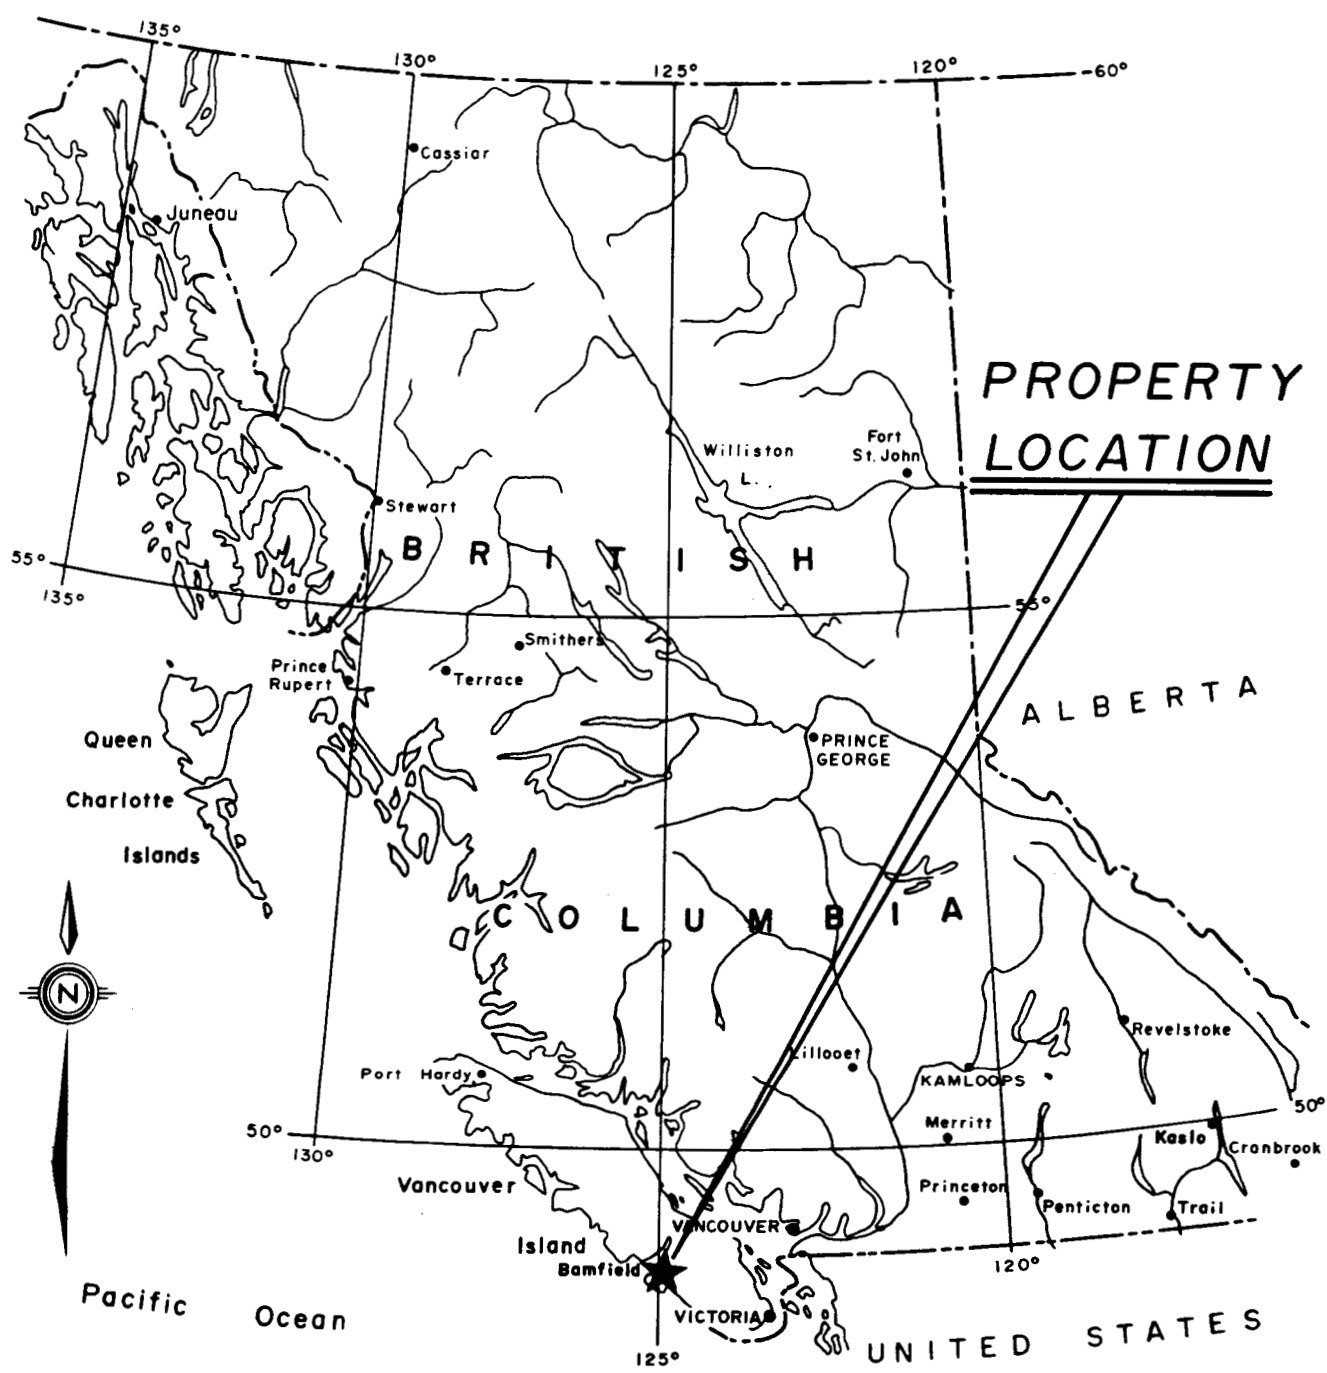 135°
130°
125°
120°
60°
Cassiar
Juneau
PROPERTY
LOCATION
Williston
L.
Fort
St. John
Stewart
BRITISH
55°
135°
55°
Smithers
Terrace
Prince
Rupert
ALBERTA
Queen
Charlotte
Islands
PRINCE
GEORGE
COLUMBIA
N
Revelstoke
Lillooet
KAMLOOPS
Port Hardy
50°
130°
50°
Merritt
Kaslo
Cranbrook
Princeton
Penticton
Trail
Vancouver
Island
VANCOUVER
Bamfield
VICTORIA
120°
125°
Pacific Ocean
UNITED STATES